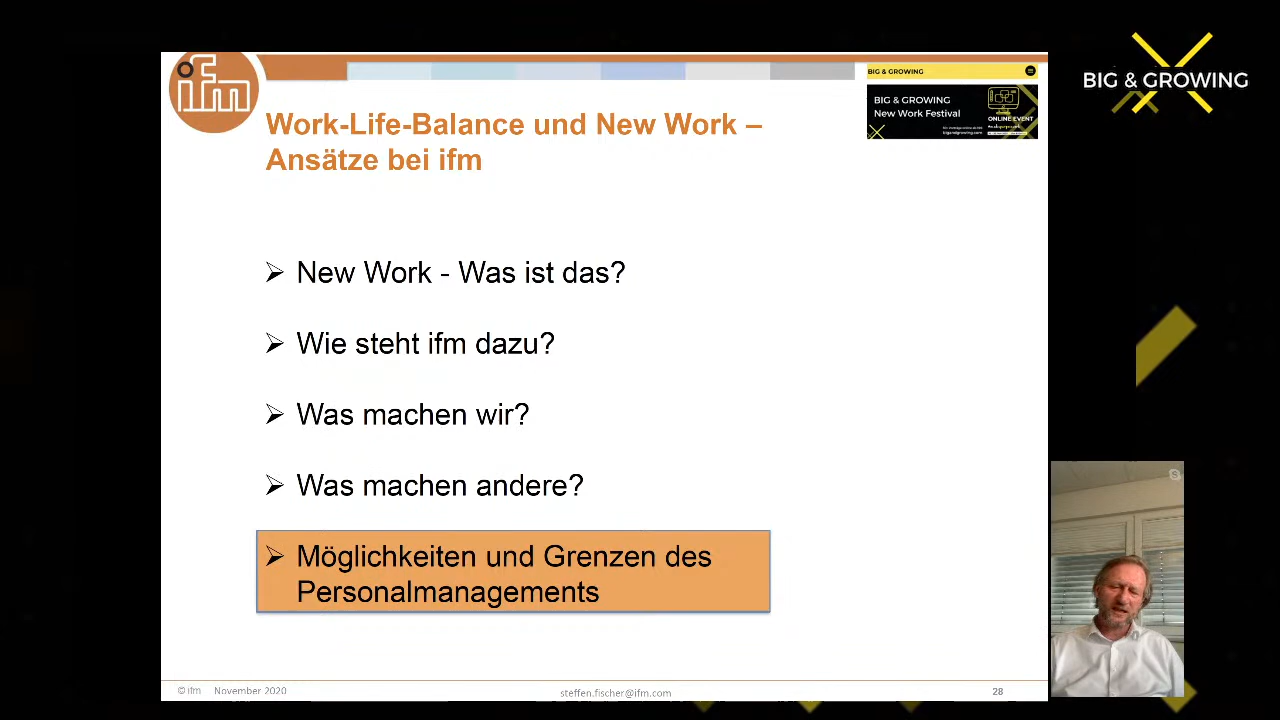 ifm
BIG & GROWING
BIG & GROWING
New Work Festival
ONLINE EVENT
BIG & GROWING
Work-Life-Balance und New Work –
Ansätze bei ifm
➢ New Work - Was ist das?
➢ Wie steht ifm dazu?
➢ Was machen wir?
➢ Was machen andere?
➢ Möglichkeiten und Grenzen des
Personalmanagements
© ifm November 2020
steffen.fischer@ifm.com
28